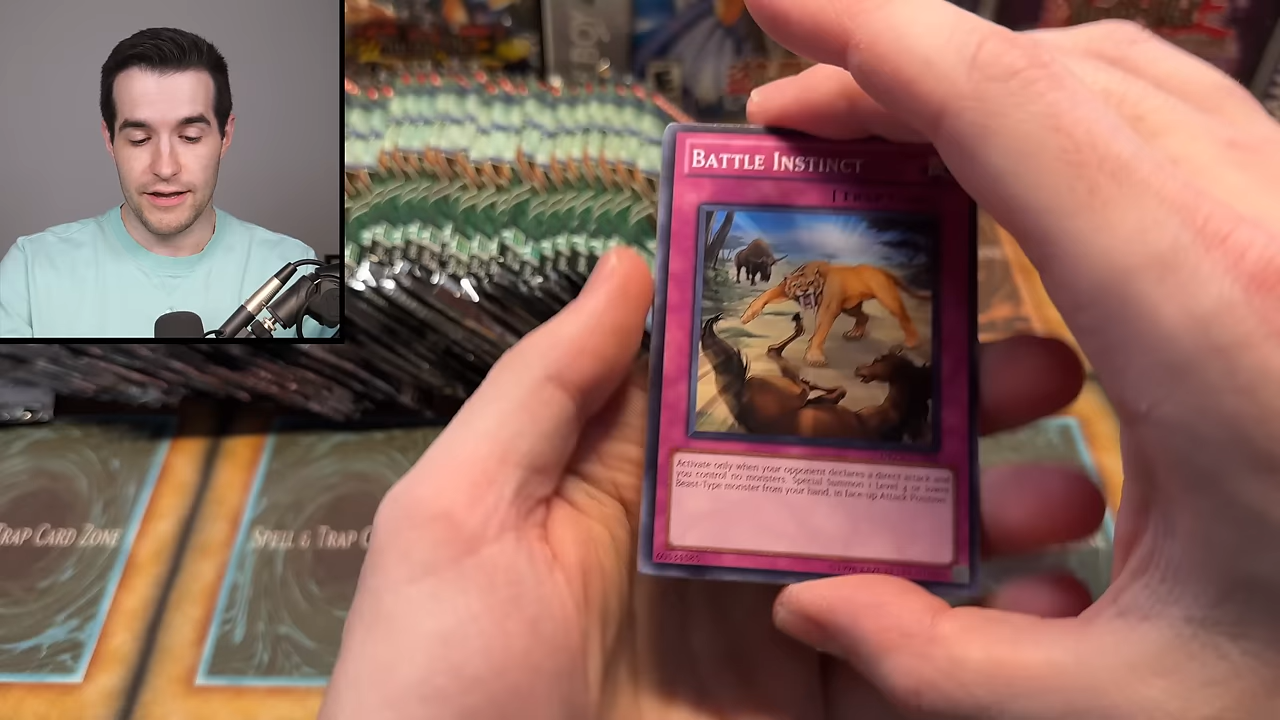 Battle Instinct
Activate only when your opponent declares a direct attack and
you control no monsters. Special Summon 1 Level 4 or lower
Beast-Type monster from your hand, in face-up Attack Position.
Trap Card Zone
Spell & Trap C